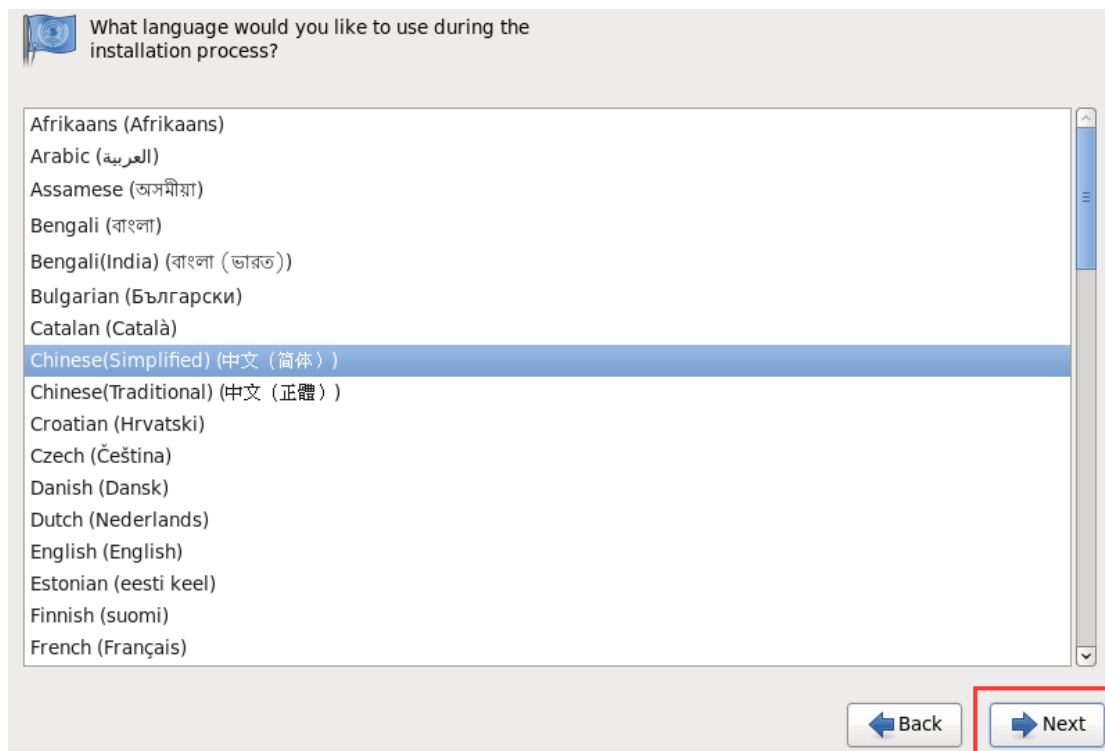 What language would you like to use during the
installation process?
Afrikaans (Afrikaans)
Arabic (العربية)
Assamese (অসমীয়া)
Bengali (বাংলা)
Bengali(India) (বাংলা (ভারত))
Bulgarian (Български)
Catalan (Català)
Chinese(Simplified) (中文（简体）)
Chinese(Traditional) (中文（正體）)
Croatian (Hrvatski)
Czech (Čeština)
Danish (Dansk)
Dutch (Nederlands)
English (English)
Estonian (eesti keel)
Finnish (suomi)
French (Français)
Back
Next